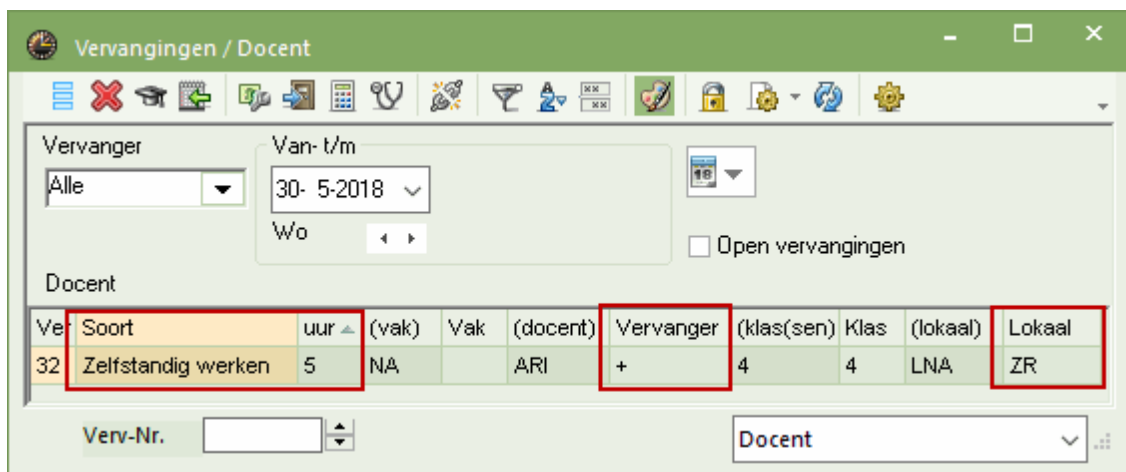 Vervangingen / Docent
Vervanger Van- t/m
Alle 30- 5-2018
Wo
Open vervangingen
Docent
Ver Soort uur (vak) Vak (docent) Vervanger (klas(sen) Klas (lokaal) Lokaal
32 Zelfstandig werken 5 NA ARI + 4 4 LNA ZR
Verv-Nr. Docent